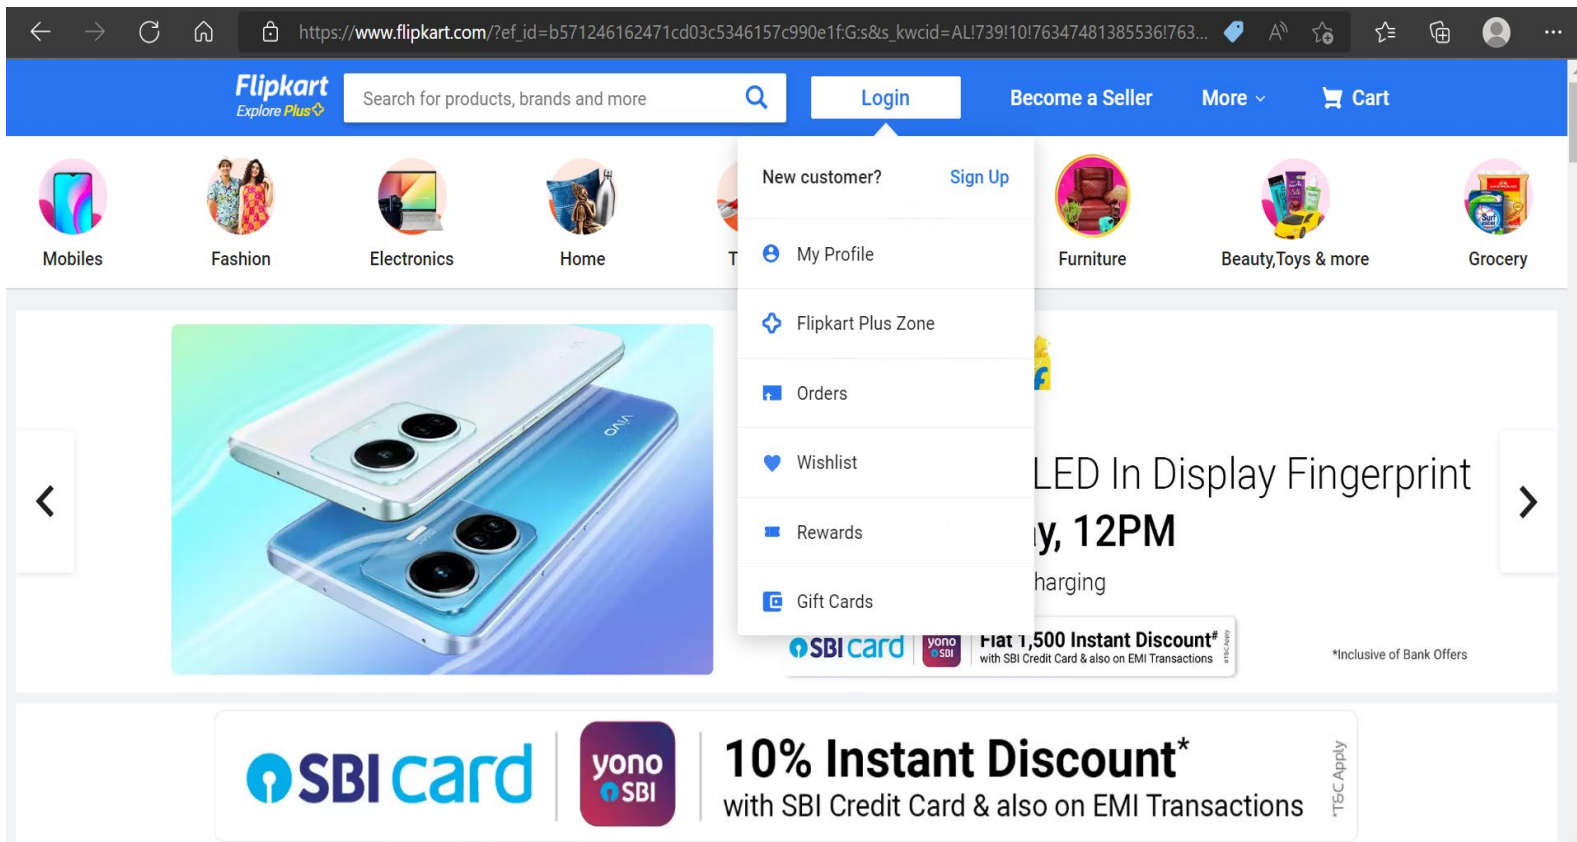 https://www.flipkart.com/?ef_id=b571246162471cd03c5346157c990e1f:G:s&s_kwcid=AL!739!10!76347481385536!763...
Flipkart
Explore Plus
Search for products, brands and more
Login
Become a Seller
More
Cart
New customer? Sign Up
Mobiles
Fashion
Electronics
Home
T
Furniture
Beauty,Toys & more
Grocery
My Profile
Flipkart Plus Zone
Orders
Wishlist
Rewards
Gift Cards
vivo
LED In Display Fingerprint
y, 12PM
harging
SBI card
yono
SBI
Flat 1,500 Instant Discount#
with SBI Credit Card & also on EMI Transactions
#T&C Apply
*Inclusive of Bank Offers
SBI card
yono
SBI
10% Instant Discount*
with SBI Credit Card & also on EMI Transactions
*T&C Apply